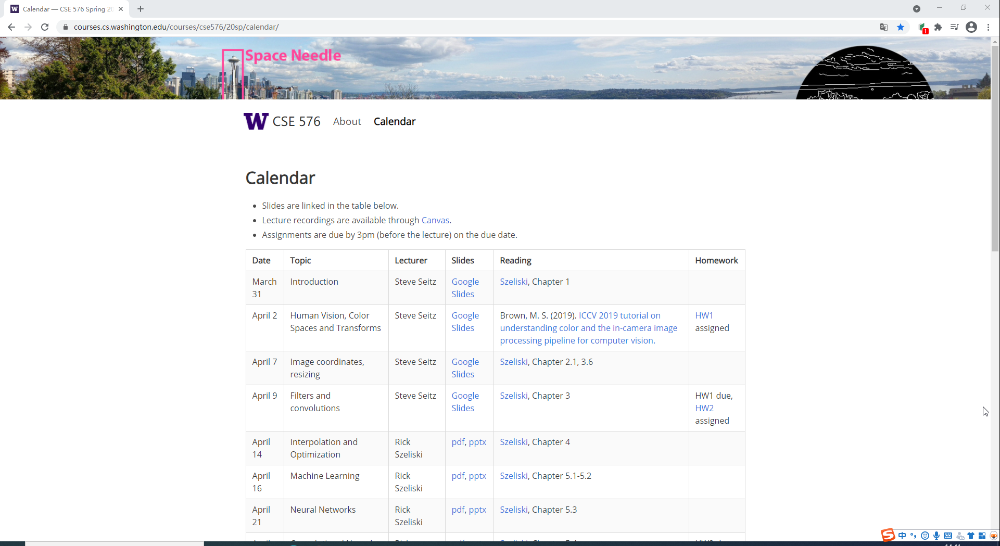 Calendar — CSE 576 Spring 20
courses.cs.washington.edu/courses/cse576/20sp/calendar/
1
Space Needle
W CSE 576 About Calendar
Calendar
• Slides are linked in the table below.
• Lecture recordings are available through Canvas.
• Assignments are due by 3pm (before the lecture) on the due date.
Date Topic Lecturer Slides Reading Homework
March Introduction Steve Seitz Google Szeliski, Chapter 1
31 Slides
April 2 Human Vision, Color Steve Seitz Google Brown, M. S. (2019). ICCV 2019 tutorial on HW1
Spaces and Transforms Slides understanding color and the in-camera image assigned
processing pipeline for computer vision.
April 7 Image coordinates, Steve Seitz Google Szeliski, Chapter 2.1, 3.6
resizing Slides
April 9 Filters and Steve Seitz Google Szeliski, Chapter 3 HW1 due,
convolutions Slides HW2
assigned
April Interpolation and Rick pdf, pptx Szeliski, Chapter 4
14 Optimization Szeliski
April Machine Learning Rick pdf, pptx Szeliski, Chapter 5.1-5.2
16 Szeliski
April Neural Networks Rick pdf, pptx Szeliski, Chapter 5.3
21 Szeliski
S 中